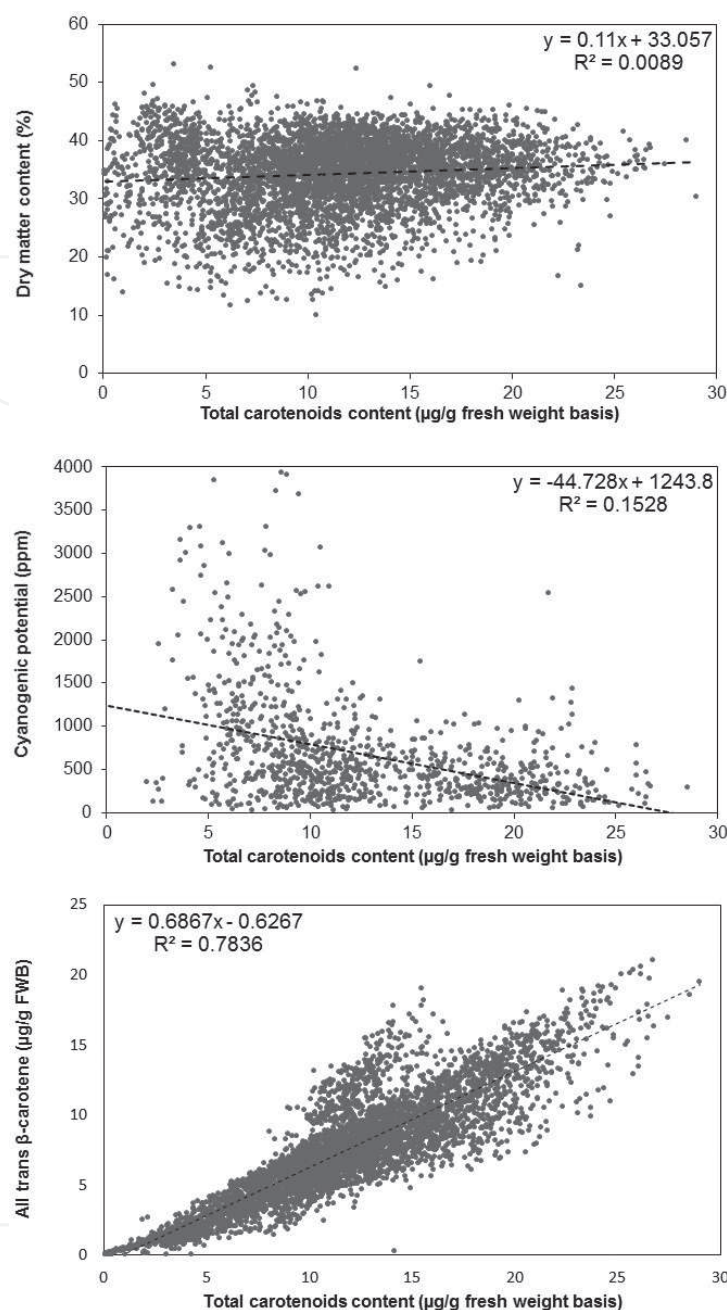 y = 0.11x + 33.057
R² = 0.0089
Dry matter content (%)
60
50
40
30
20
10
0
0 5 10 15 20 25 30
Total carotenoids content (µg/g fresh weight basis)
y = -44.728x + 1243.8
R² = 0.1528
Cyanogenic potential (ppm)
4000
3500
3000
2500
2000
1500
1000
500
0
0 5 10 15 20 25 30
Total carotenoids content (µg/g fresh weight basis)
y = 0.6867x - 0.6267
R² = 0.7836
All trans β-carotene (µg/g FWB)
25
20
15
10
5
0
0 5 10 15 20 25 30
Total carotenoids content (µg/g fresh weight basis)